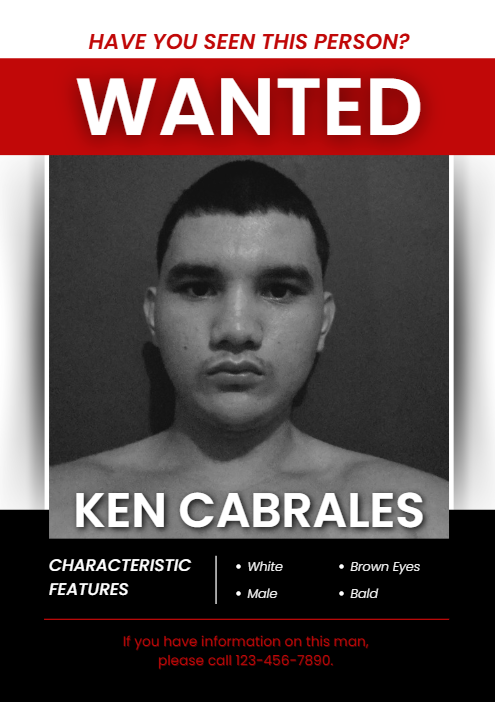 HAVE YOU SEEN THIS PERSON?
WANTED
KEN CABRALES
CHARACTERISTIC
FEATURES
• White
• Male
• Brown Eyes
• Bald
If you have information on this man,
please call 123-456-7890.